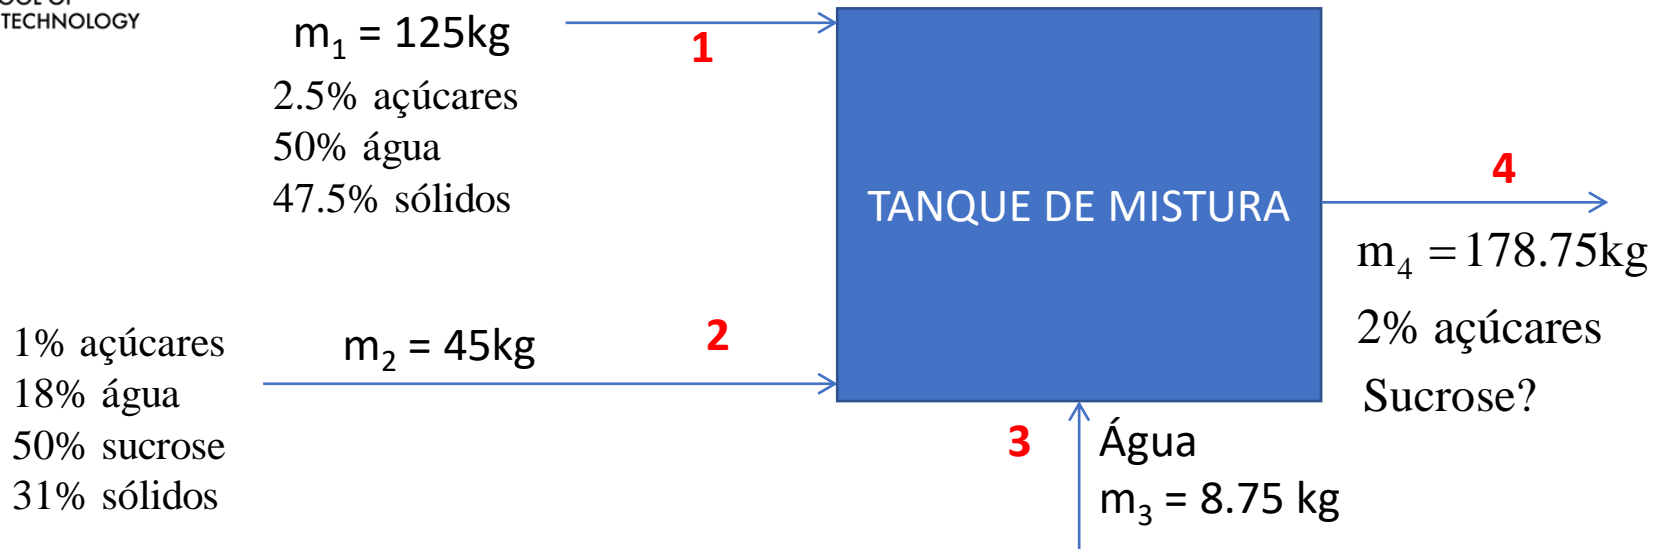 TECHNOLOGY
m₁ = 125kg
1
2.5% açúcares
50% água
47.5% sólidos
TANQUE DE MISTURA
4
m₄ = 178.75kg
2% açúcares
Sucrose?
1% açúcares
18% água
50% sucrose
31% sólidos
m₂ = 45kg
2
3
Água
m₃ = 8.75 kg